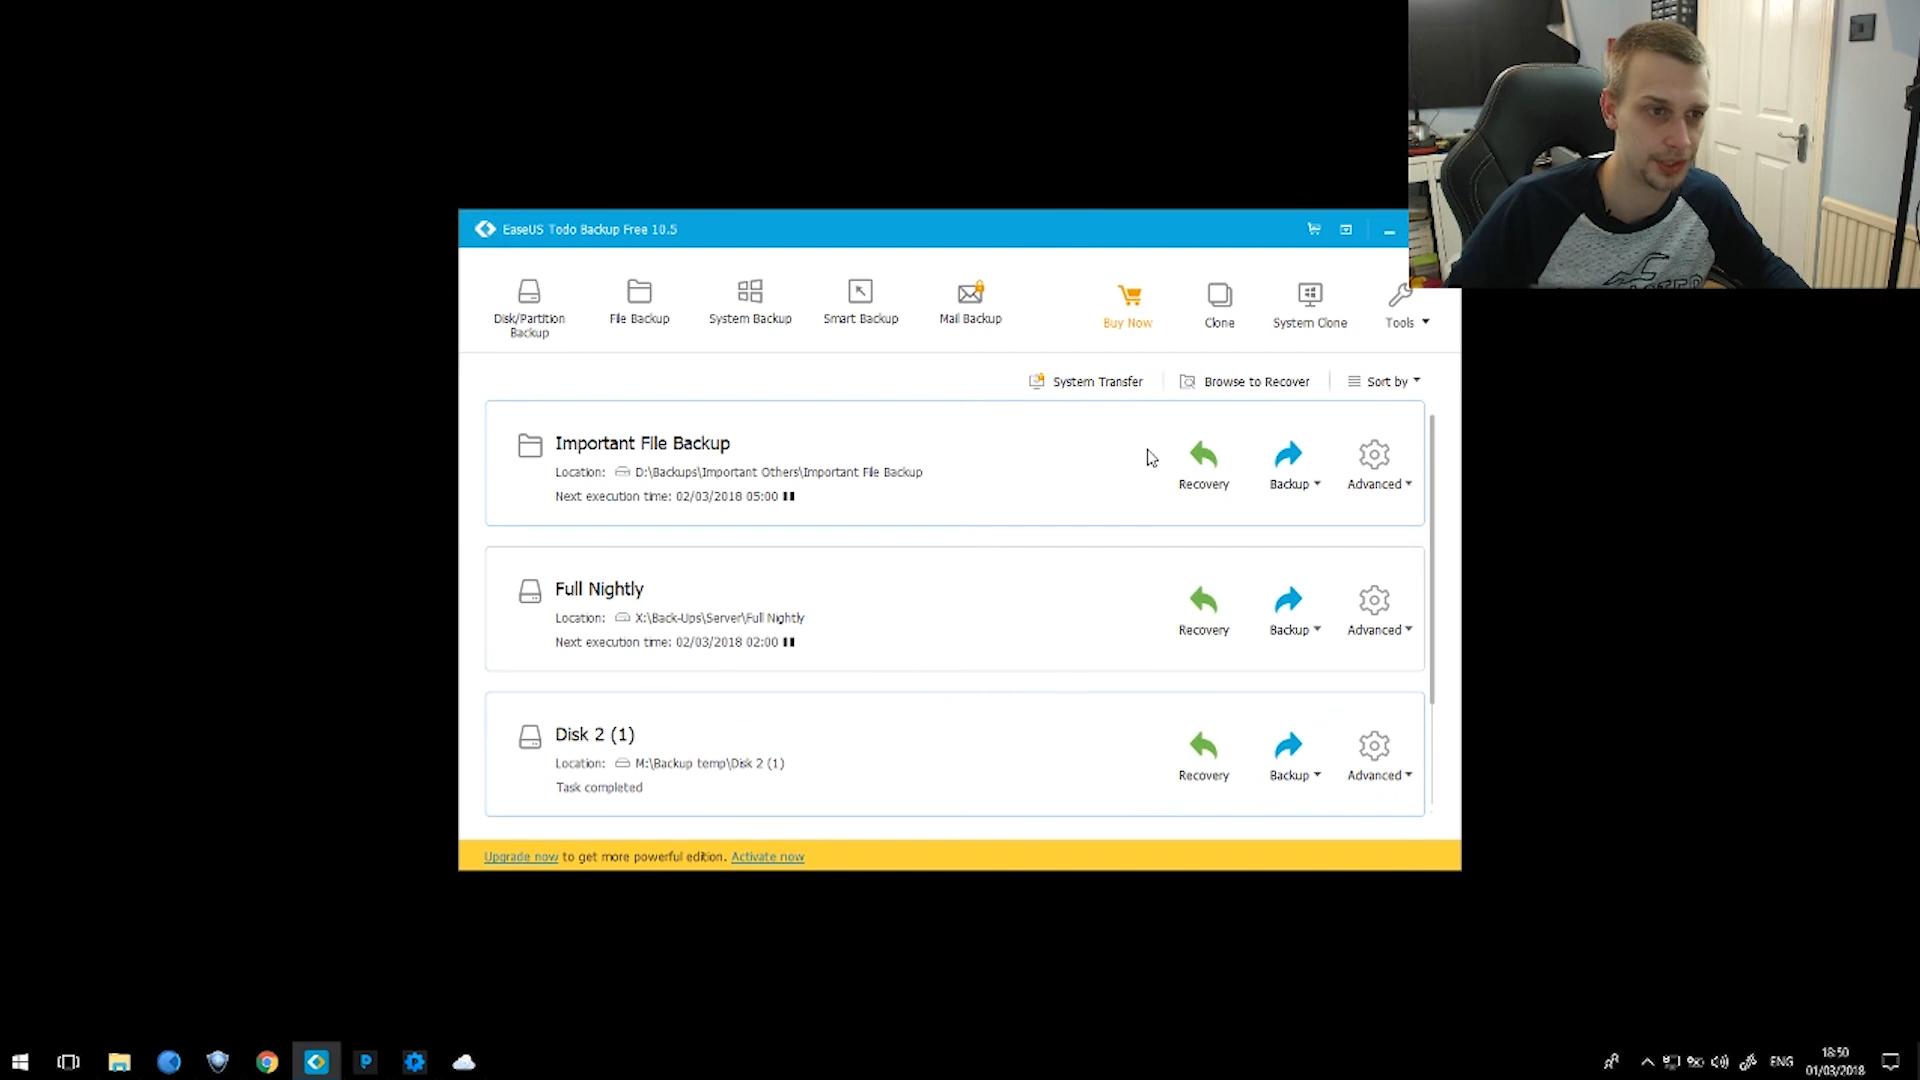 EaseUS Todo Backup Free 10.5
Disk/Partition Backup
File Backup
System Backup
Smart Backup
Mail Backup
Buy Now
Clone
System Clone
Tools
System Transfer
Browse to Recover
Sort by
Important File Backup
Location: D:\Backups\Important Others\Important File Backup
Next execution time: 02/03/2018 05:00
Recovery
Backup
Advanced
Full Nightly
Location: X:\Back-Ups\Server\Full Nightly
Next execution time: 02/03/2018 02:00
Recovery
Backup
Advanced
Disk 2 (1)
Location: M:\Backup temp\Disk 2 (1)
Task completed
Recovery
Backup
Advanced
Upgrade now to get more powerful edition. Activate now
ENG
18:50
01/03/2018